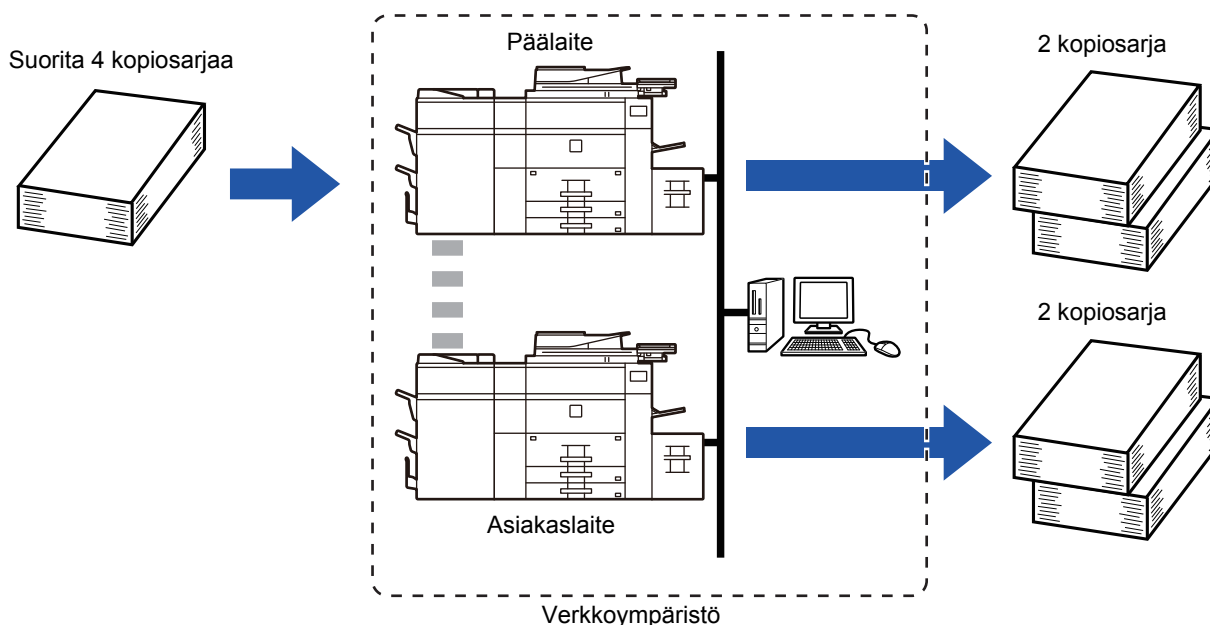 Suorita 4 kopiosarjaa
Päälaite
2 kopiosarja
2 kopiosarja
Asiakaslaite
Verkkoympäristö